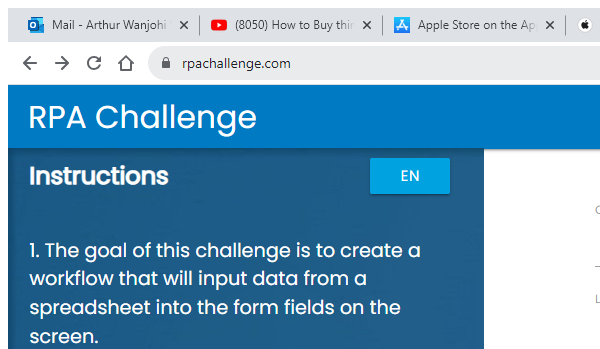 Mail - Arthur Wanjohi
(8050) How to Buy thin
Apple Store on the Ap
rpachallenge.com
RPA Challenge
Instructions
EN
1. The goal of this challenge is to create a
workflow that will input data from a
spreadsheet into the form fields on the
screen.